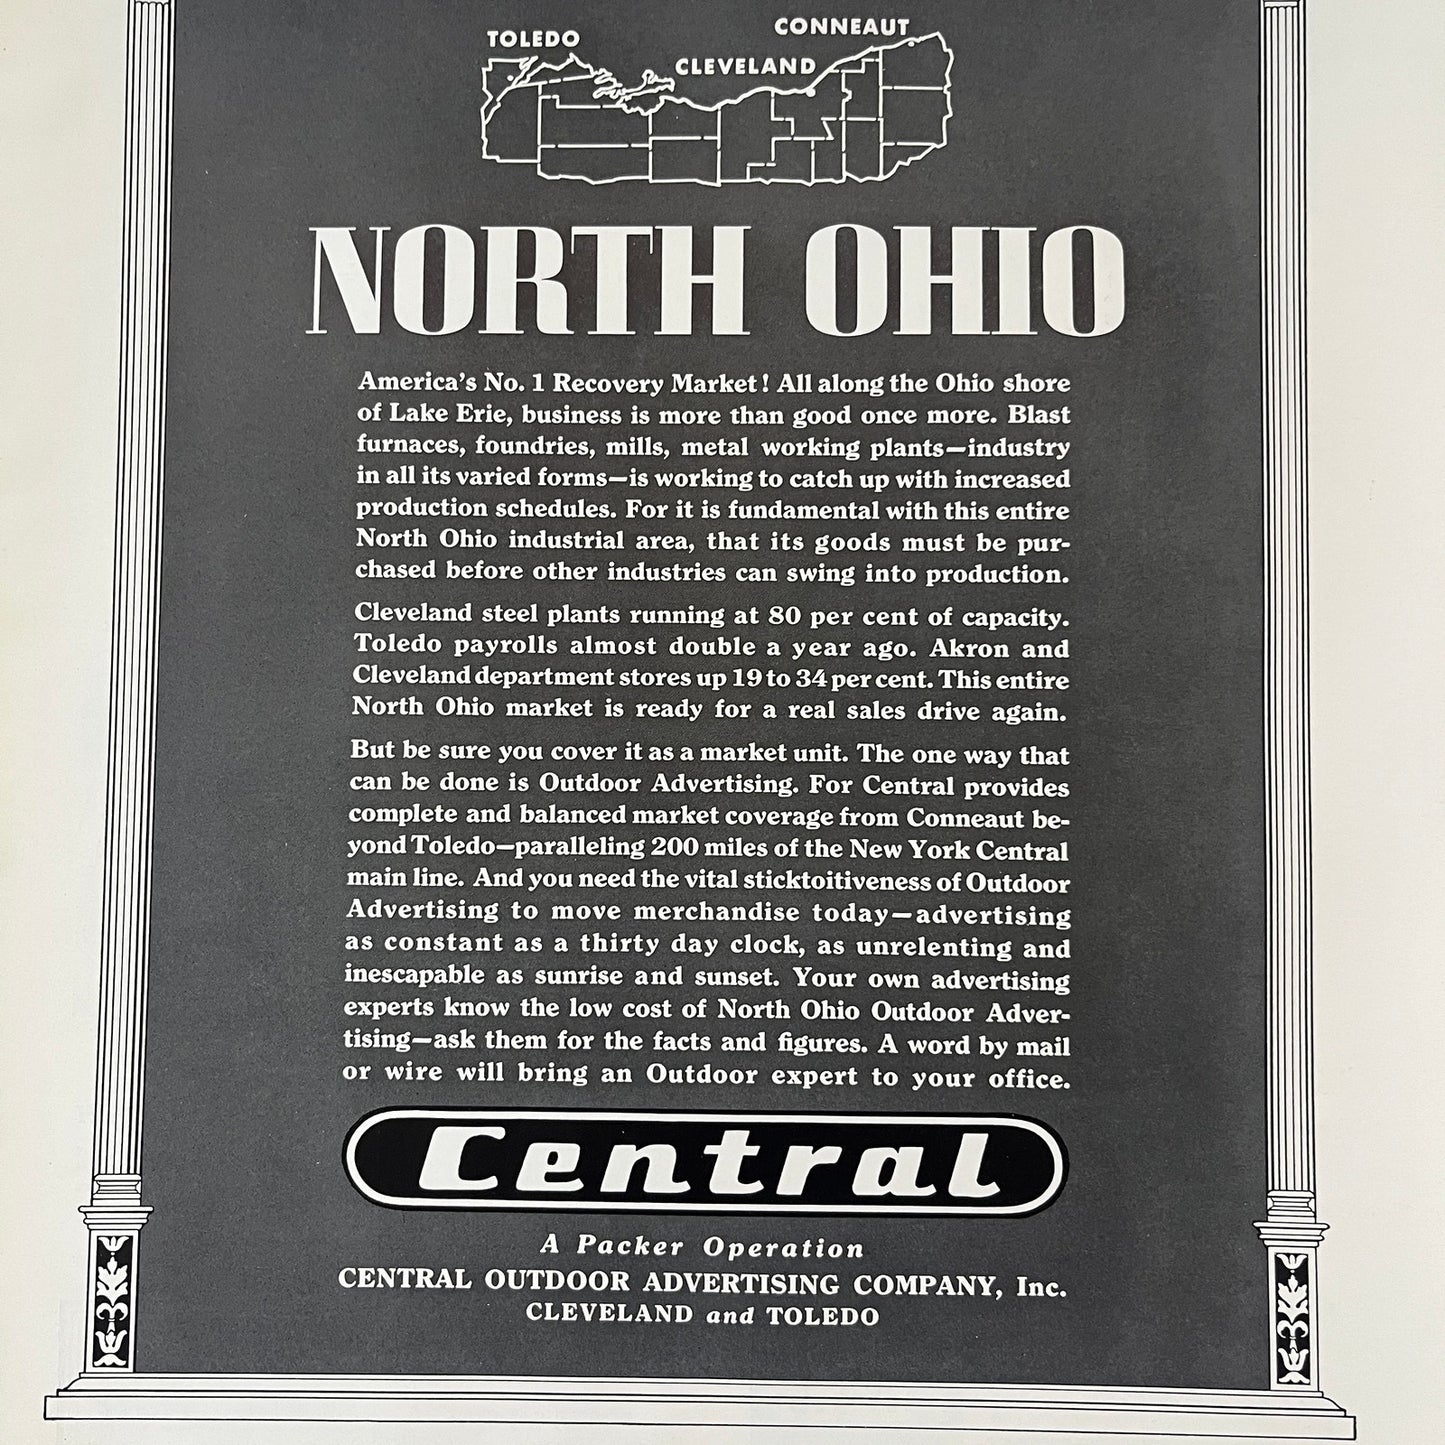 CONNEAUT
TOLEDO
CLEVELAND
NORTH OHIO
America's No. 1 Recovery Market! All along the Ohio shore
of Lake Erie, business is more than good once more. Blast
furnaces, foundries, mills, metal working plants—industry
in all its varied forms—is working to catch up with increased
production schedules. For it is fundamental with this entire
North Ohio industrial area, that its goods must be pur-
chased before other industries can swing into production.
Cleveland steel plants running at 80 per cent of capacity.
Toledo payrolls almost double a year ago. Akron and
Cleveland department stores up 19 to 34 per cent. This entire
North Ohio market is ready for a real sales drive again.
But be sure you cover it as a market unit. The one way that
can be done is Outdoor Advertising. For Central provides
complete and balanced market coverage from Conneaut be-
yond Toledo—paralleling 200 miles of the New York Central
main line. And you need the vital sticktoitiveness of Outdoor
Advertising to move merchandise today—advertising
as constant as a thirty day clock, as unrelenting and
inescapable as sunrise and sunset. Your own advertising
experts know the low cost of North Ohio Outdoor Adver-
tising—ask them for the facts and figures. A word by mail
or wire will bring an Outdoor expert to your office.
Central
A Packer Operation
CENTRAL OUTDOOR ADVERTISING COMPANY, Inc.
CLEVELAND and TOLEDO